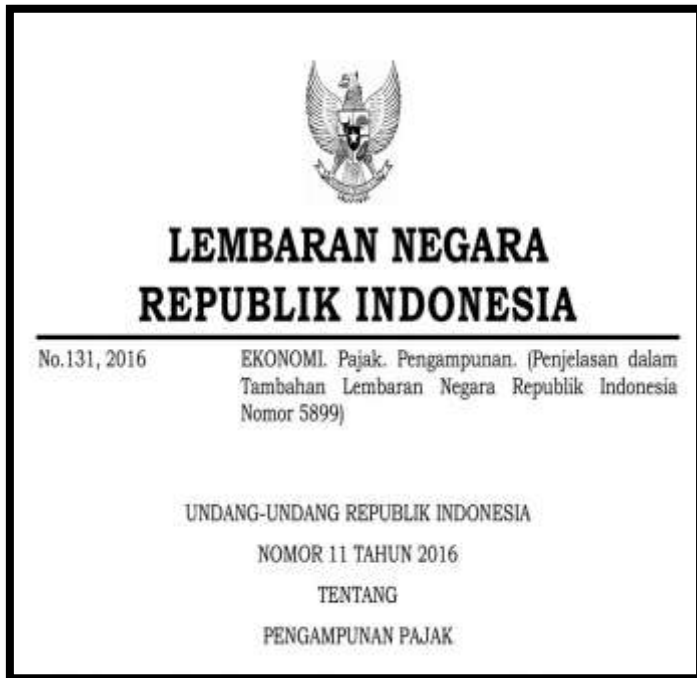 LEMBARAN NEGARA
REPUBLIK INDONESIA
No.131, 2016
EKONOMI. Pajak. Pengampunan. (Penjelasan dalam
Tambahan Lembaran Negara Republik Indonesia
Nomor 5899)
UNDANG-UNDANG REPUBLIK INDONESIA
NOMOR 11 TAHUN 2016
TENTANG
PENGAMPUNAN PAJAK